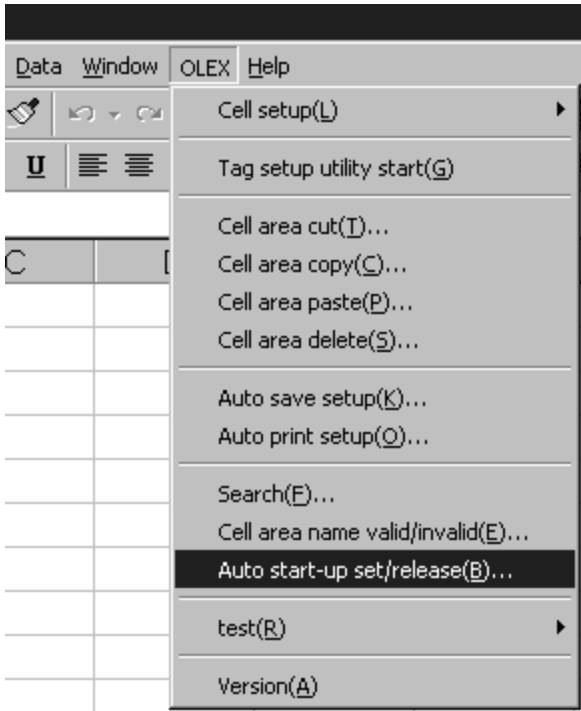 Data Window OLEX Help
Cell setup(L)
U
Tag setup utility start(G)
Cell area cut(T)...
C
Cell area copy(C)...
Cell area paste(P)...
Cell area delete(S)...
Auto save setup(K)...
Auto print setup(O)...
Search(F)...
Cell area name valid/invalid(E)...
Auto start-up set/release(B)...
test(R)
Version(A)